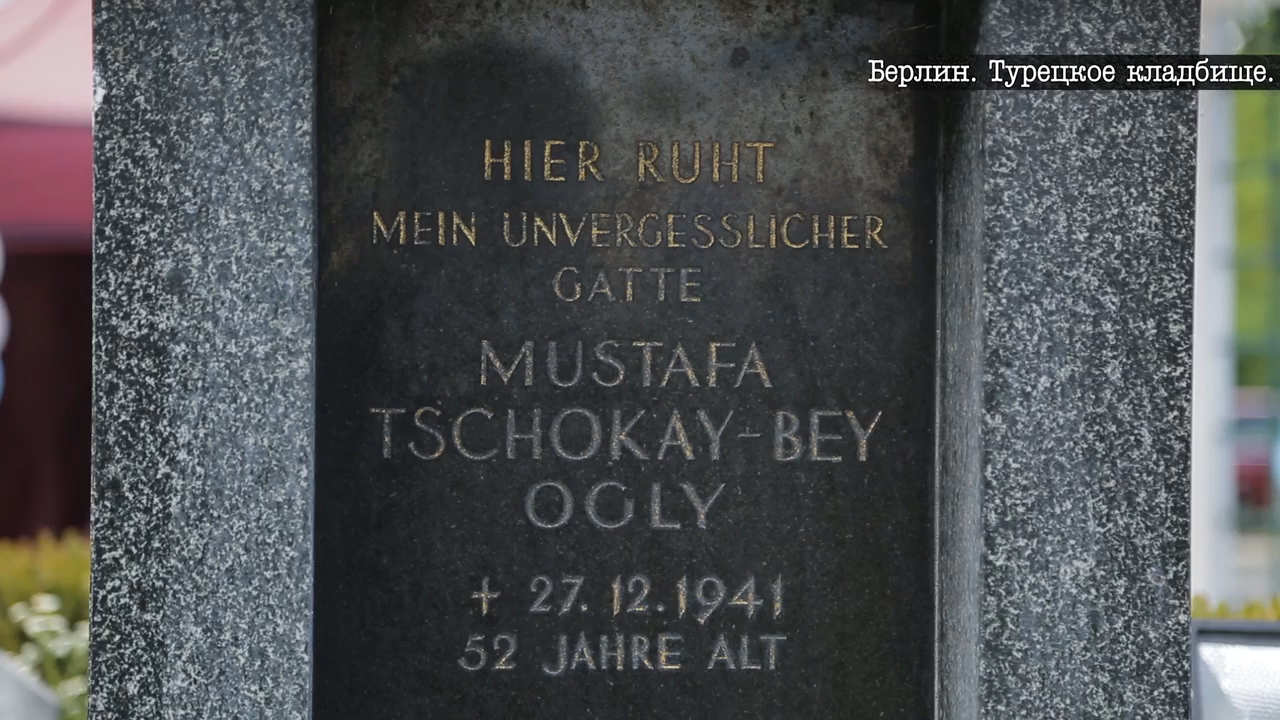 Берлин. Турецкое кладбище.
HIER RUHT
MEIN UNVERGESSLICHER
GATTE
MUSTAFA
TSCHOKAY-BEY
OGLY
+ 27.12.1941
52 JAHRE ALT